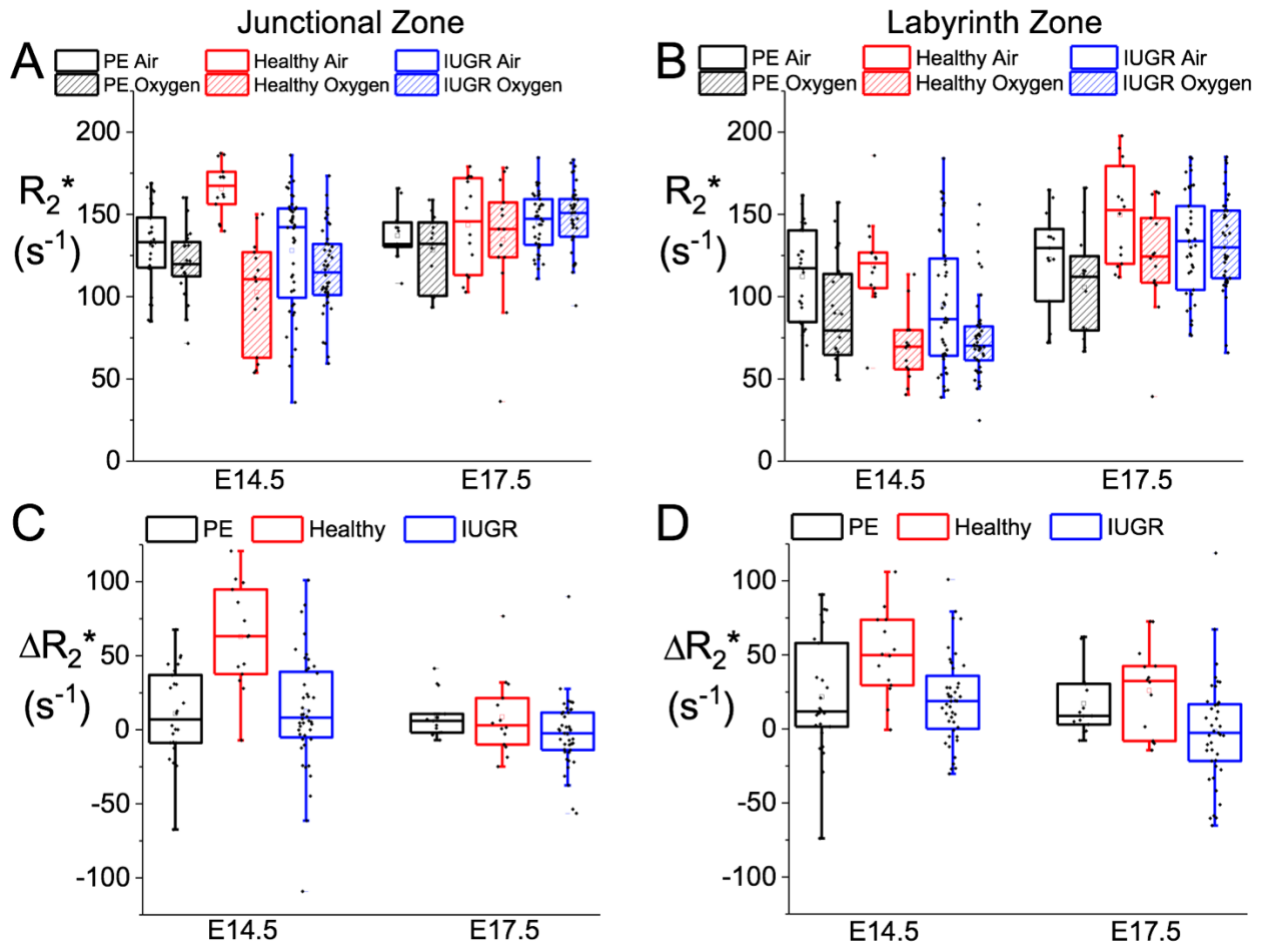 Junctional Zone
Labyrinth Zone
A
PE Air
Healthy Air
IUGR Air
PE Oxygen
Healthy Oxygen
IUGR Oxygen
R2*
(s-1)
200
150
100
50
0
E14.5
E17.5
B
PE Air
Healthy Air
IUGR Air
PE Oxygen
Healthy Oxygen
IUGR Oxygen
R2*
(s-1)
200
150
100
50
0
E14.5
E17.5
C
PE
Healthy
IUGR
ΔR2*
(s-1)
100
50
0
-50
-100
E14.5
E17.5
D
PE
Healthy
IUGR
ΔR2*
(s-1)
100
50
0
-50
-100
E14.5
E17.5